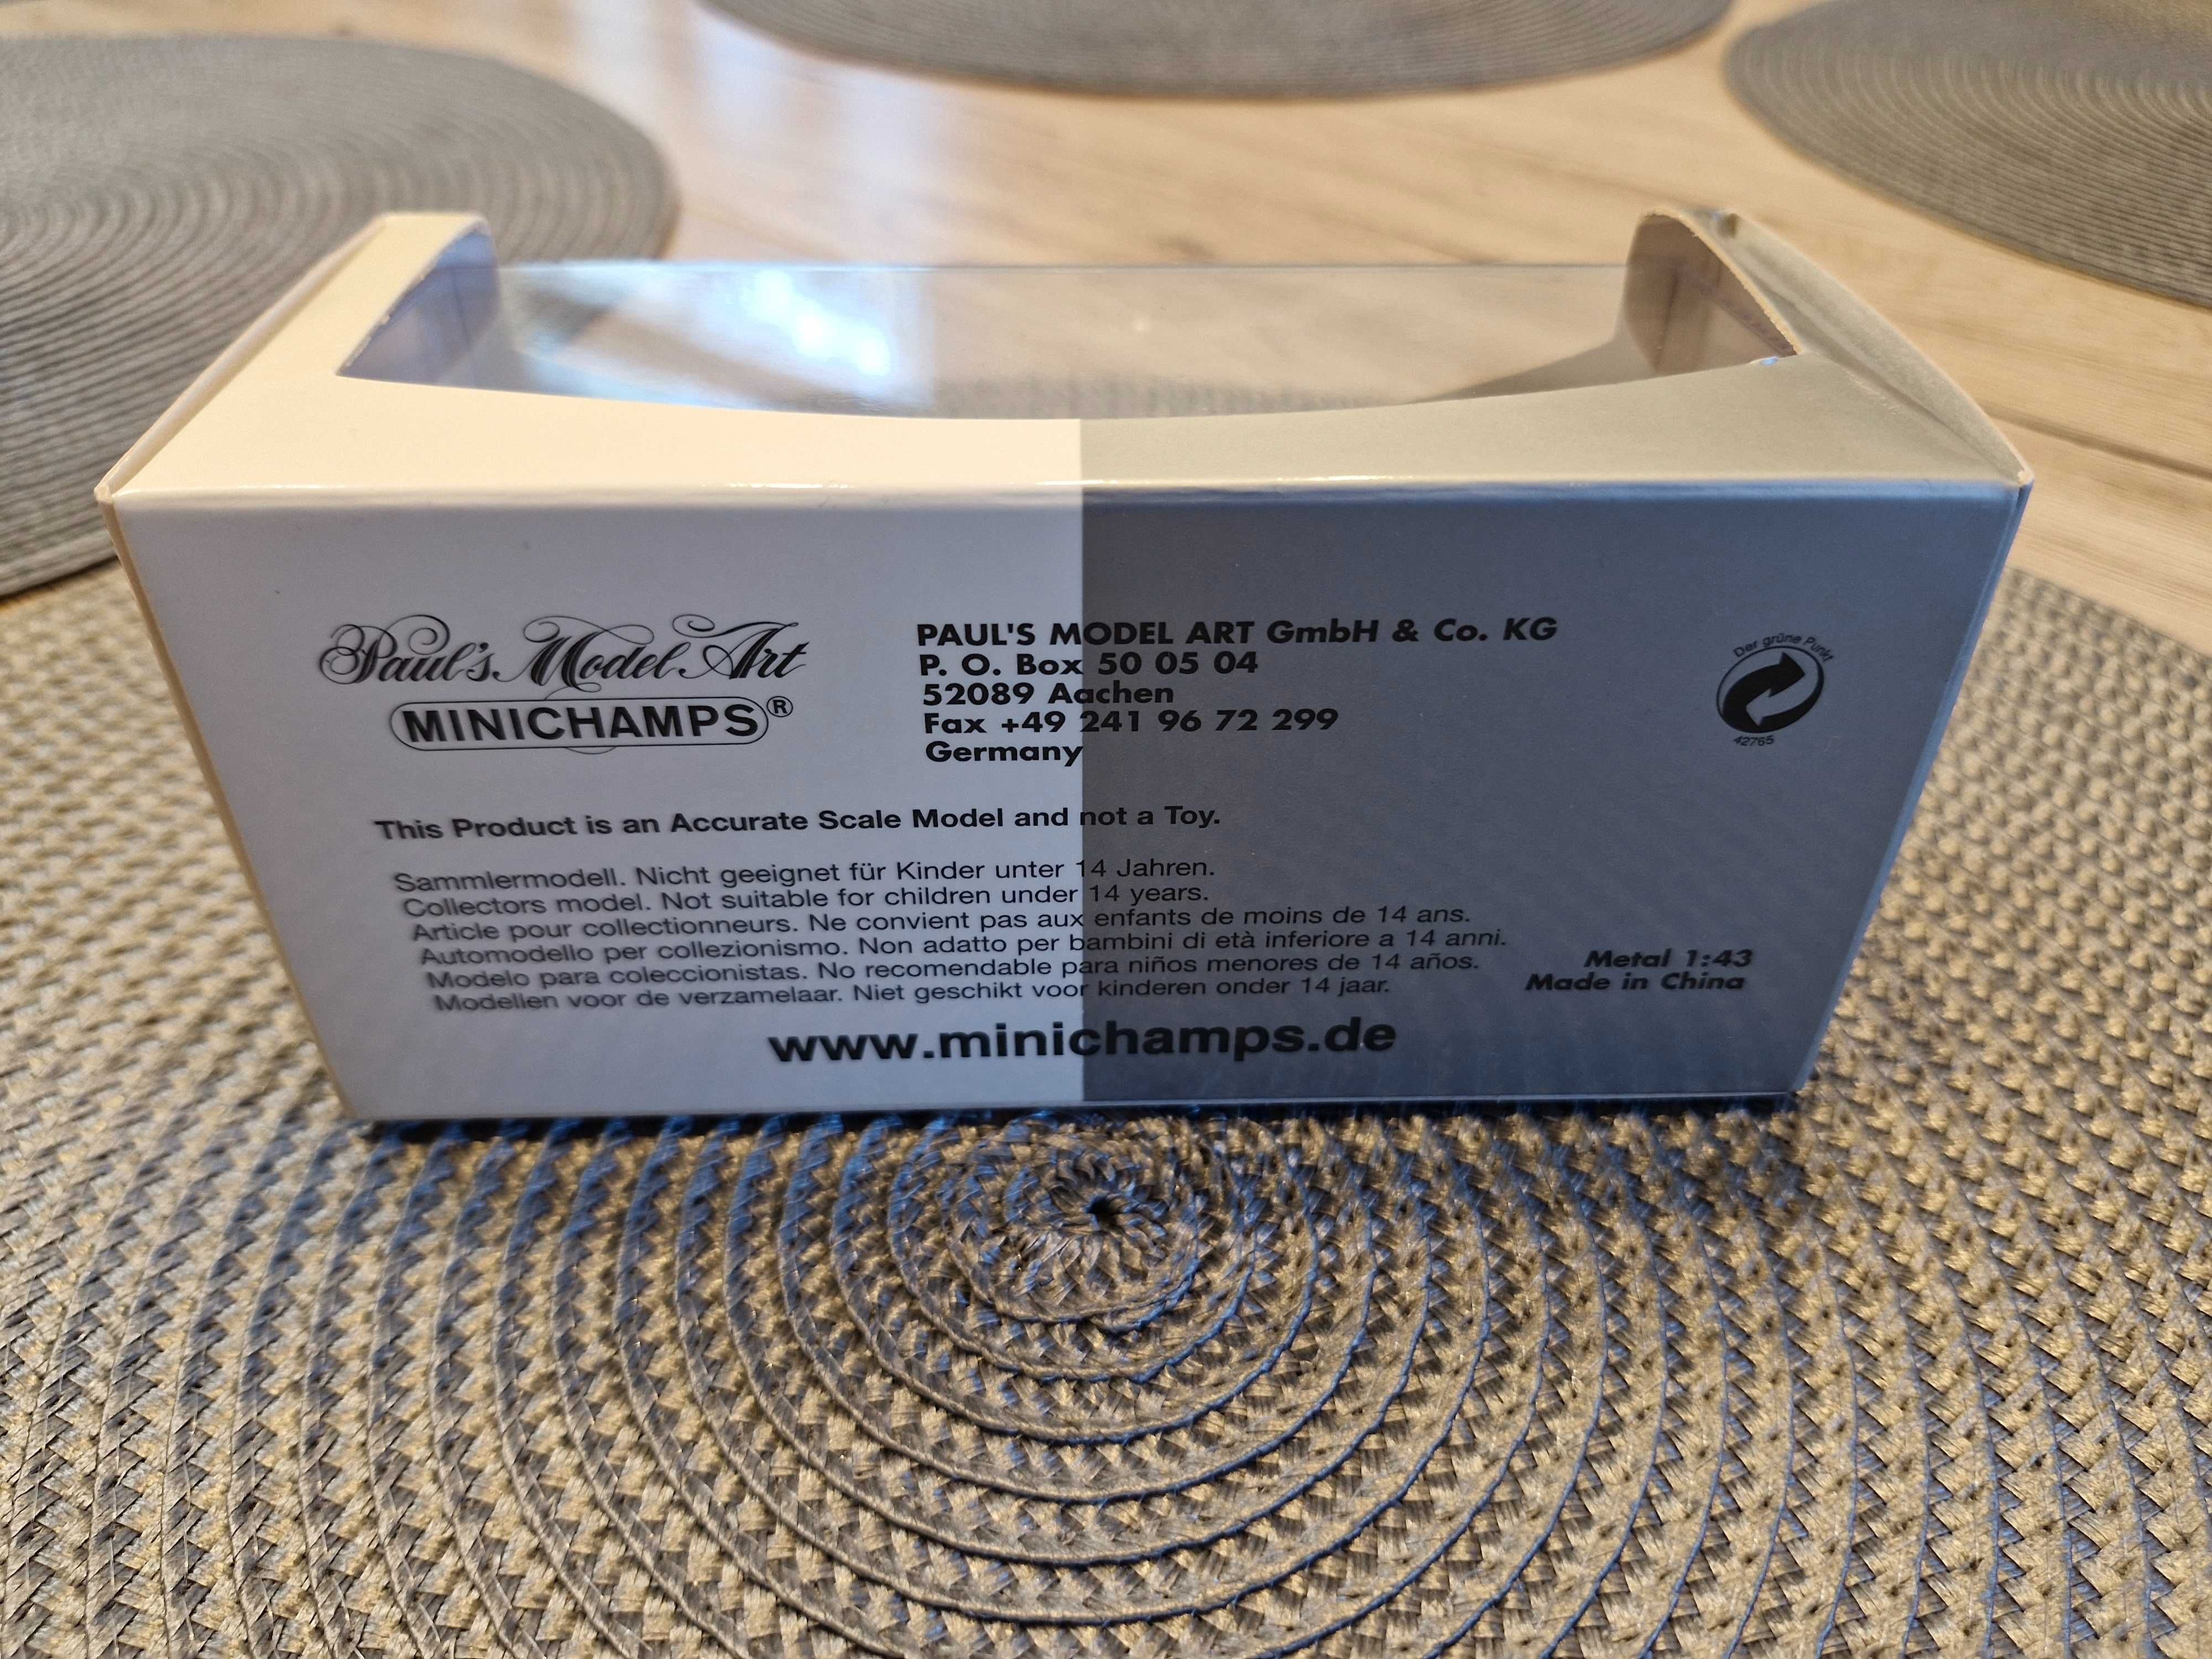 Paul's Model Art
MINICHAMPS®
PAUL'S MODEL ART GmbH & Co. KG
P. O. Box 50 05 04
52089 Aachen
Fax +49 241 96 72 299
Germany
Der grüne Punkt
42765
This Product is an Accurate Scale Model and not a Toy.
Sammlermodell. Nicht geeignet für Kinder unter 14 Jahren.
Collectors model. Not suitable for children under 14 years.
Article pour collectionneurs. Ne convient pas aux enfants de moins de 14 ans.
Automodello per collezionismo. Non adatto per bambini di età inferiore a 14 anni.
Modelo para coleccionistas. No recomendable para niños menores de 14 años.
Modellen voor de verzamelaar. Niet geschikt voor kinderen onder 14 jaar.
Metal 1:43
Made in China
www.minichamps.de